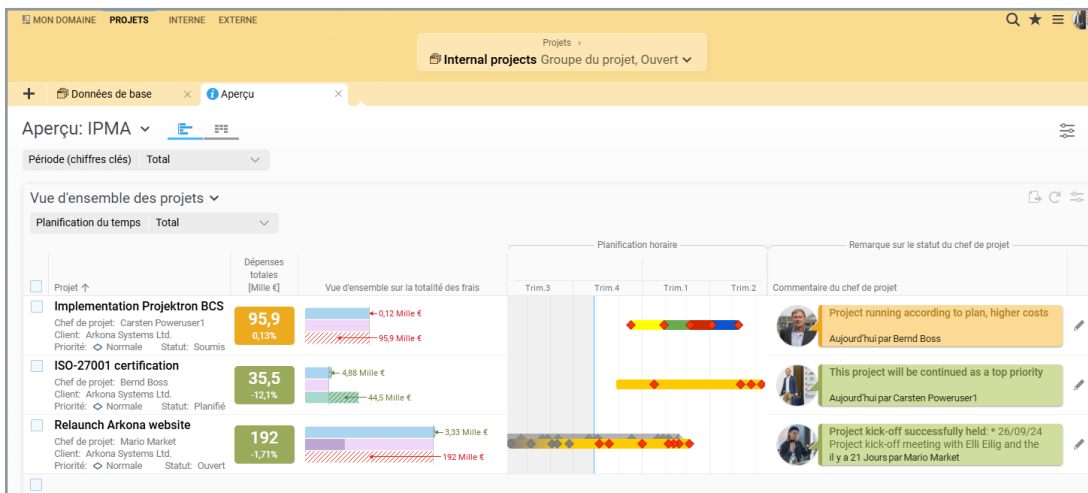 MON DOMAINE PROJETS INTERNE EXTERNE
Projets ›
Internal projects Groupe du projet, Ouvert
Données de base Aperçu
Aperçu: IPMA
Période (chiffres clés) Total
Vue d'ensemble des projets
Planification du temps Total
Planification horaire Remarque sur le statut du chef de projet
Dépenses
totales
[Mille €]
Projet Vue d'ensemble sur la totalité des frais Trim.3 Trim.4 Trim.1 Trim.2 Commentaire du chef de projet
Implementation Projektron BCS
Chef de projet: Carsten Poweruser1
Client: Arkona Systems Ltd.
Priorité: Normale Statut: Soumis
95,9
0,13%
0,12 Mille €
95,9 Mille €
Project running according to plan, higher costs
Aujourd'hui par Bernd Boss
ISO-27001 certification
Chef de projet: Bernd Boss
Client: Arkona Systems Ltd.
Priorité: Normale Statut: Planifié
35,5
-12,1%
4,88 Mille €
44,5 Mille €
This project will be continued as a top priority
Aujourd'hui par Carsten Poweruser1
Relaunch Arkona website
Chef de projet: Mario Market
Client: Arkona Systems Ltd.
Priorité: Normale Statut: Ouvert
192
-1,71%
3,33 Mille €
192 Mille €
Project kick-off successfully held: * 26/09/24
Project kick-off meeting with Elli Eilig and the
il y a 21 Jours par Mario Market